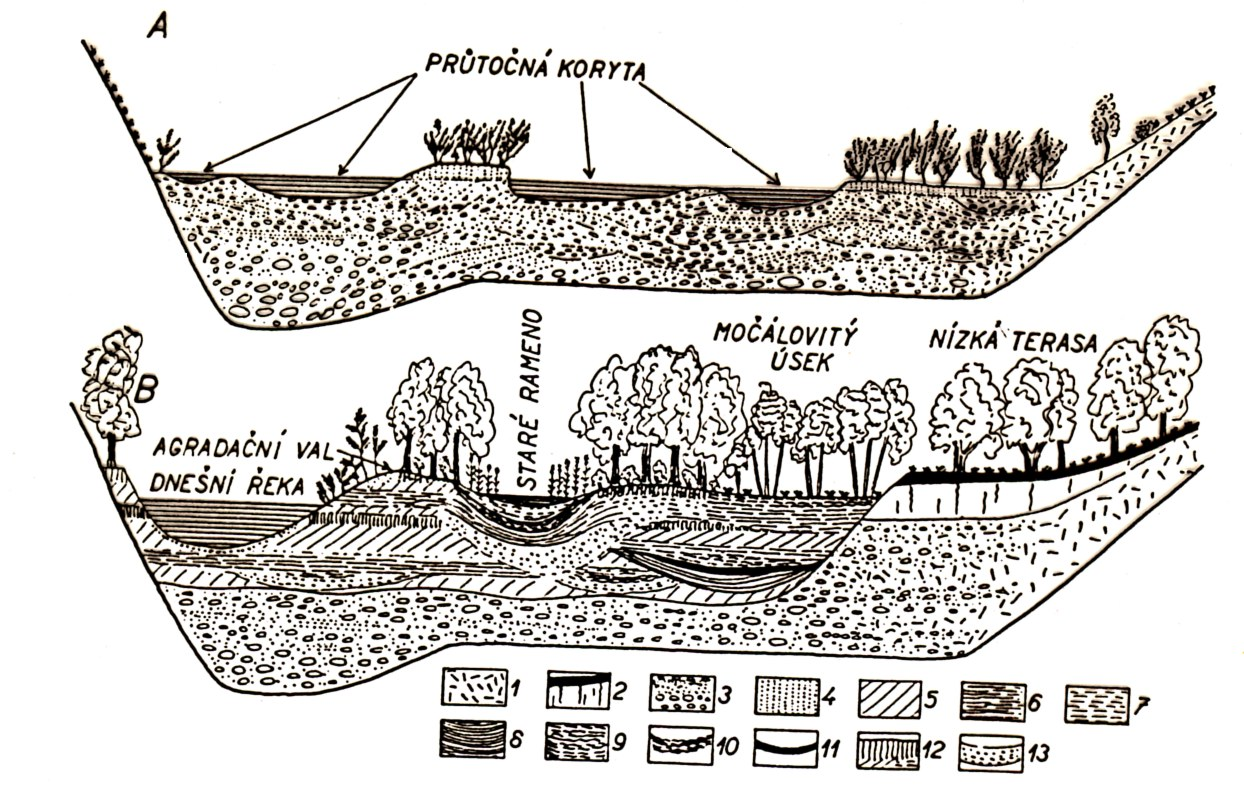 A
PRŮTOČNÁ KORYTA
B
STARÉ RAMENO
MOČÁLOVITÝ
ÚSEK
NÍZKÁ TERASA
AGRADAČNÍ VAL
DNEŠNÍ ŘEKA
1 2 3 4 5 6 7
8 9 10 11 12 13